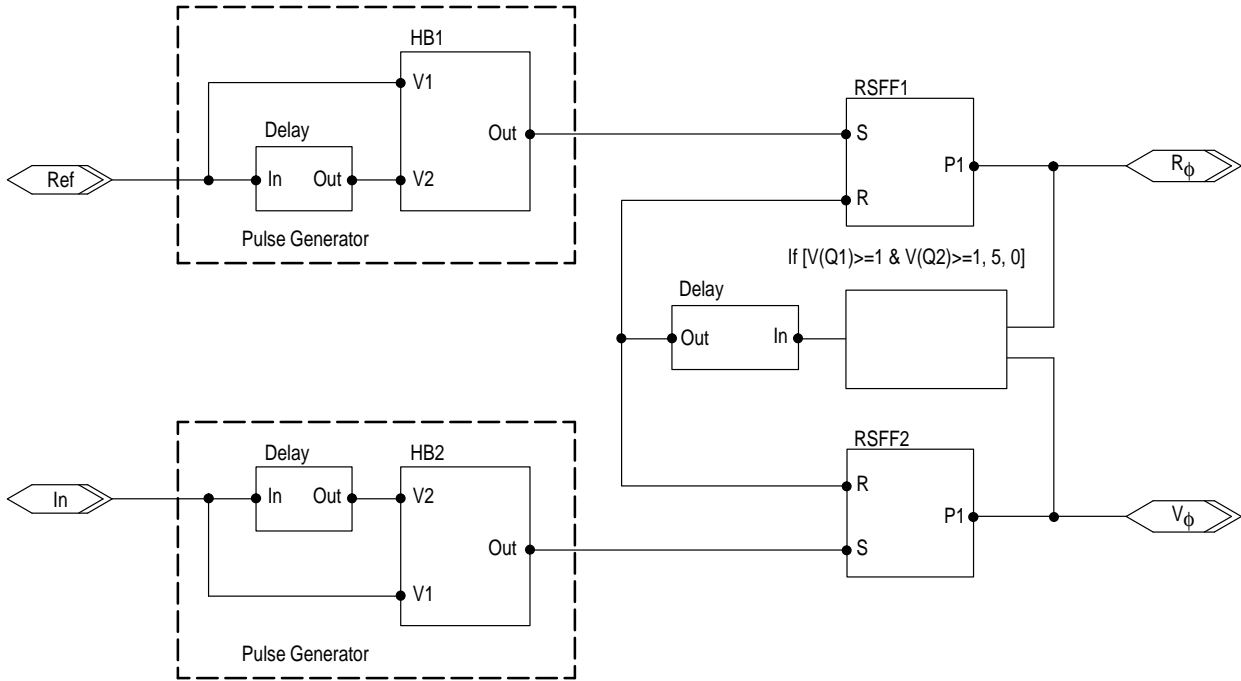 HB1
V1
Delay
Out
In Out
V2
Ref
Pulse Generator
RSFF1
S
P1
R
Rϕ
If [V(Q1)>=1 & V(Q2)>=1, 5, 0]
Delay
Out In
Delay
HB2
In Out
V2
In
Out
V1
Pulse Generator
RSFF2
R
P1
S
Vϕ